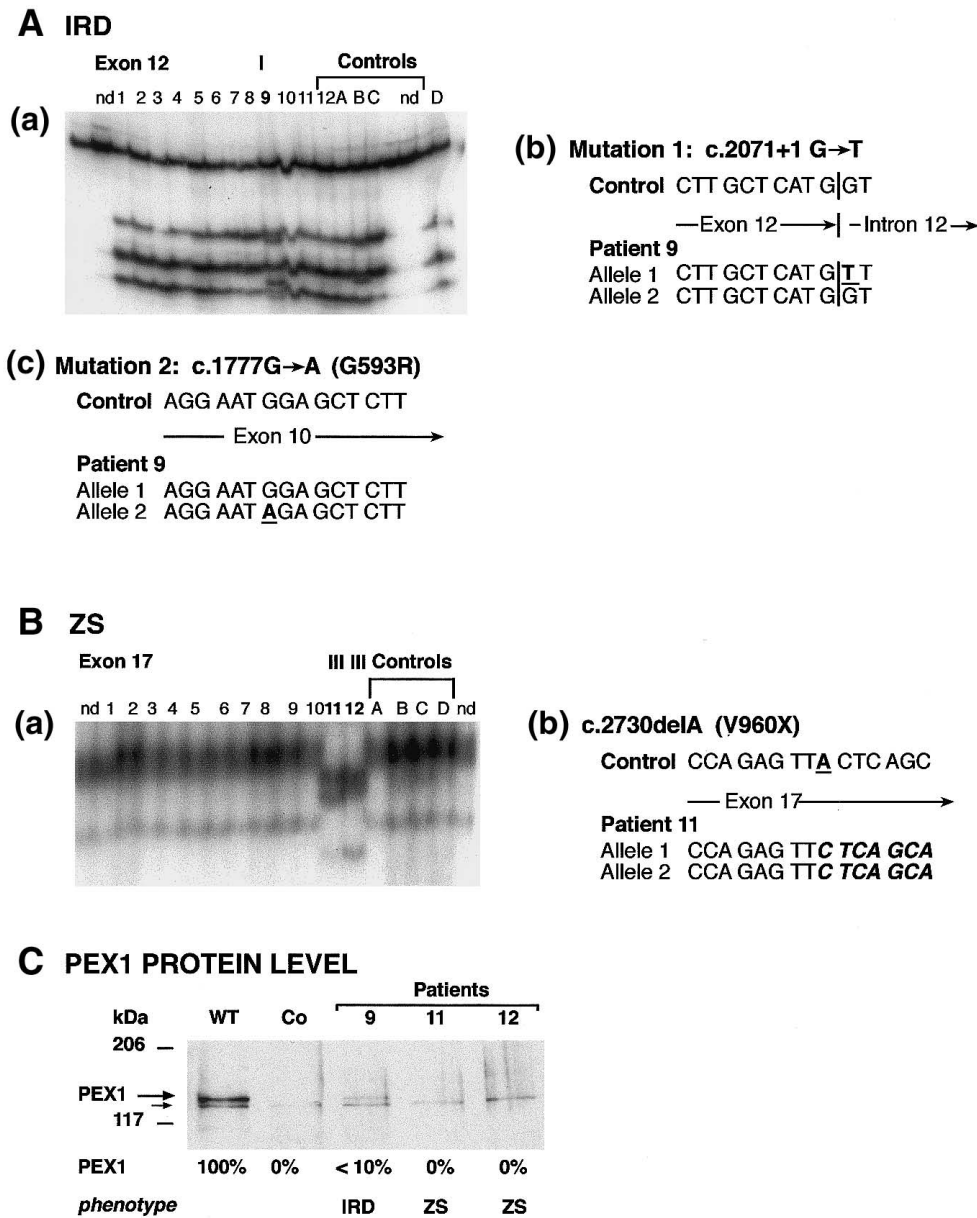 A IRD
Exon 12 I Controls
nd 1 2 3 4 5 6 7 8 9 10 11 12 A B C nd D
(a)
(b) Mutation 1: c.2071+1 G→T
Control CTT GCT CAT G|GT
Exon 12 Intron 12
Patient 9
Allele 1 CTT GCT CAT G|TT
Allele 2 CTT GCT CAT G|GT
(c) Mutation 2: c.1777G→A (G593R)
Control AGG AAT GGA GCT CTT
Exon 10
Patient 9
Allele 1 AGG AAT GGA GCT CTT
Allele 2 AGG AAT AGA GCT CTT
B ZS
Exon 17 III III Controls
nd 1 2 3 4 5 6 7 8 9 10 11 12 A B C D nd
(a)
(b) c.2730delA (V960X)
Control CCA GAG TTA CTC AGC
Exon 17
Patient 11
Allele 1 CCA GAG TTC TCA GCA
Allele 2 CCA GAG TTC TCA GCA
C PEX1 PROTEIN LEVEL
Patients
kDa WT Co 9 11 12
206
PEX1
117
PEX1 100% 0% < 10% 0% 0%
phenotype IRD ZS ZS